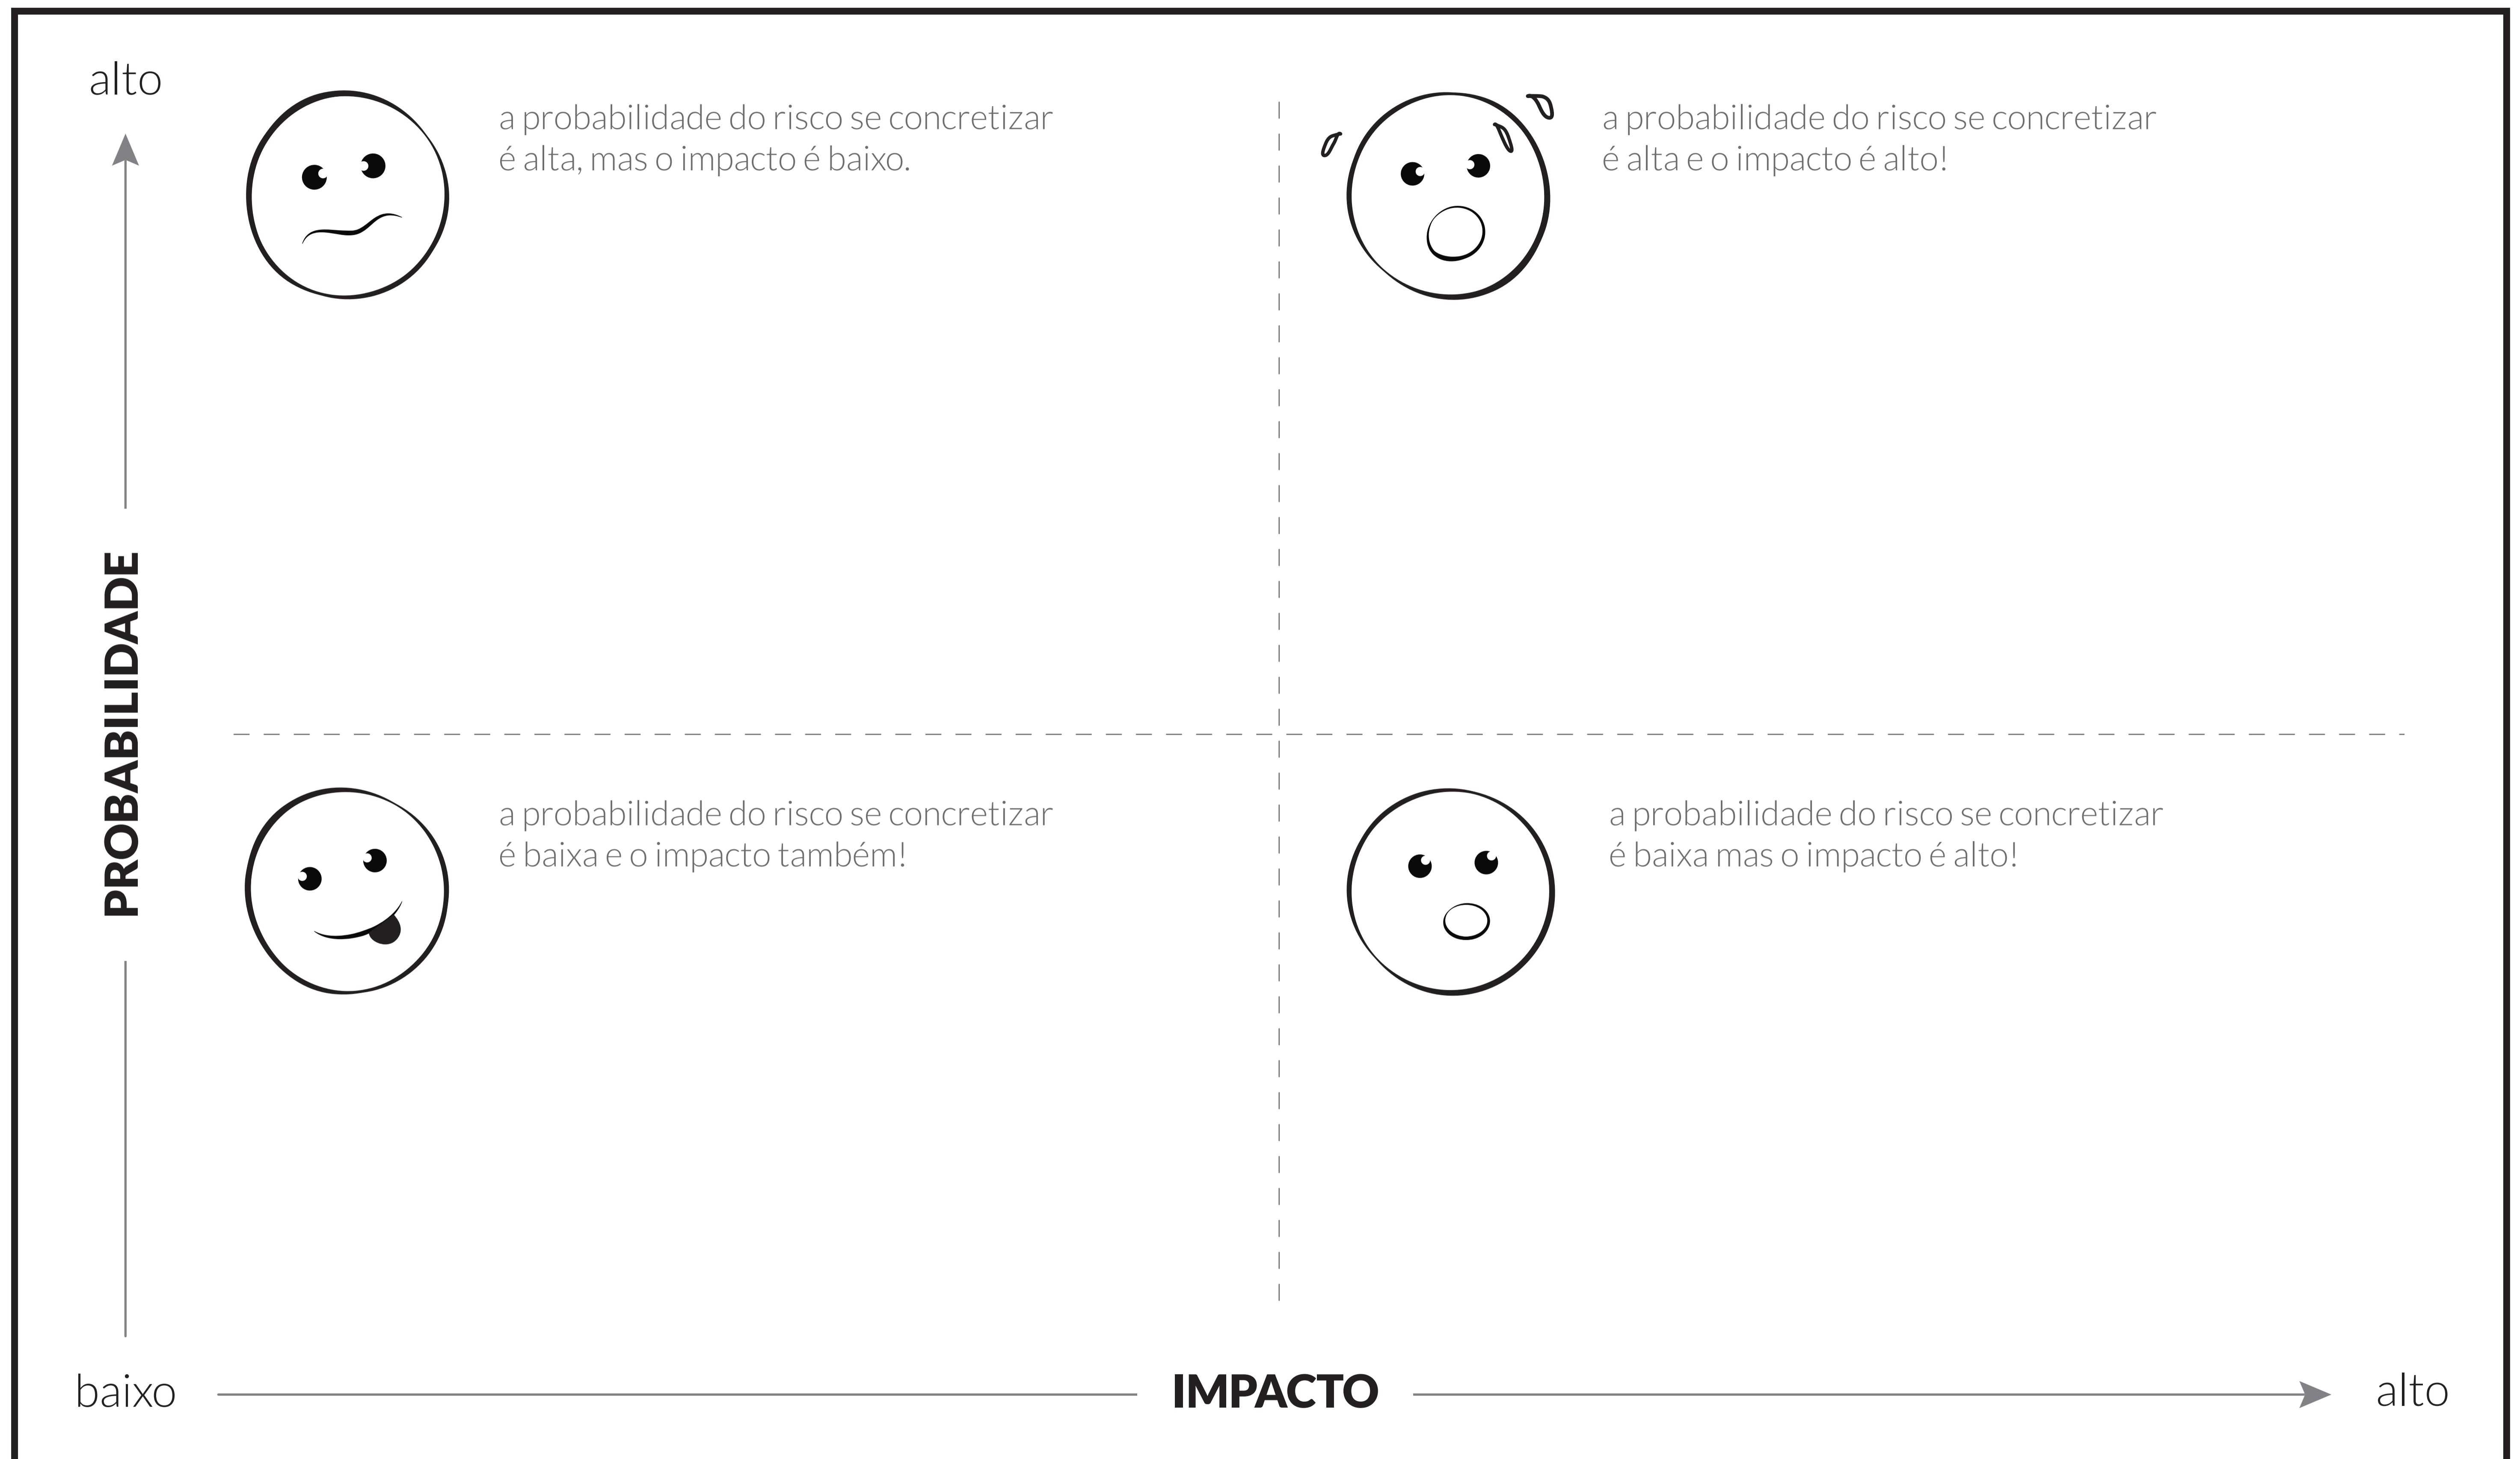 alto
a probabilidade do risco se concretizar
é alta, mas o impacto é baixo.
a probabilidade do risco se concretizar
é alta e o impacto é alto!
PROBABILIDADE
a probabilidade do risco se concretizar
é baixa e o impacto também!
a probabilidade do risco se concretizar
é baixa mas o impacto é alto!
baixo
IMPACTO
alto